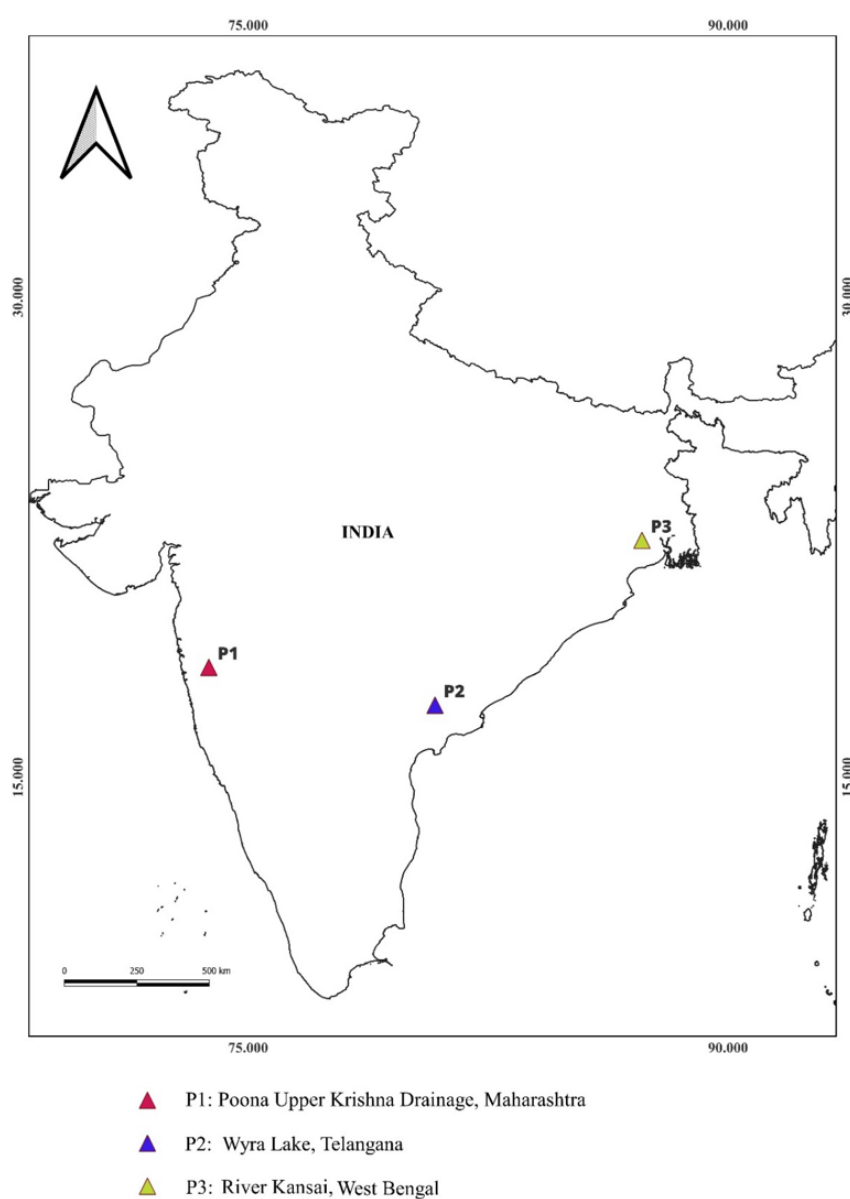 75.000 90.000
30.000 30.000
INDIA
P3
P1
P2
15.000 15.000
0 250 500 km
75.000 90.000
P1: Poona Upper Krishna Drainage, Maharashtra
P2: Wyra Lake, Telangana
P3: River Kansai, West Bengal